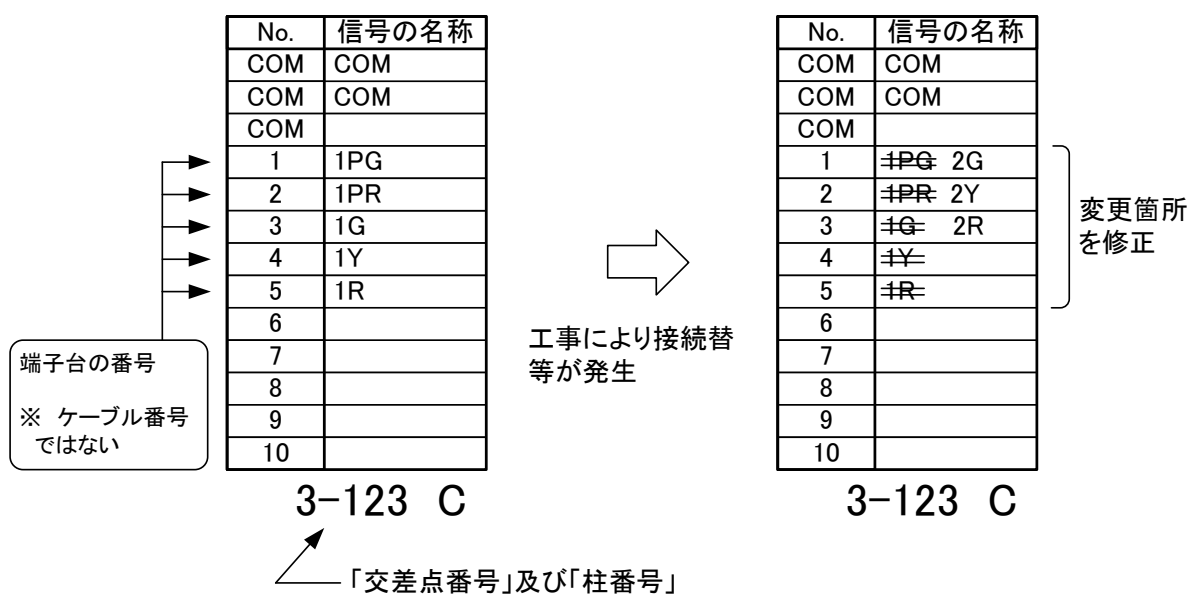 No. 信号の名称
COM COM
COM COM
COM
1 1PG
2 1PR
3 1G
4 1Y
5 1R
6
7
8
9
10
3-123 C
端子台の番号
※ ケーブル番号
ではない
「交差点番号」及び「柱番号」
工事により接続替
等が発生
No. 信号の名称
COM COM
COM COM
COM
1 1PG 2G
2 1PR 2Y
3 1G 2R
4 1Y
5 1R
6
7
8
9
10
3-123 C
変更箇所
を修正